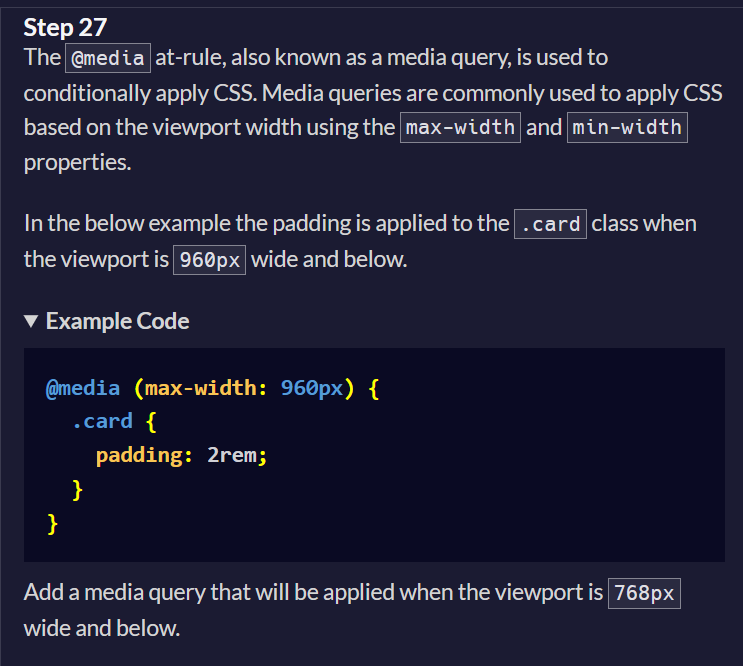 Step 27
The @media at-rule, also known as a media query, is used to
conditionally apply CSS. Media queries are commonly used to apply CSS
based on the viewport width using the max-width and min-width
properties.
In the below example the padding is applied to the .card class when
the viewport is 960px wide and below.
▼ Example Code
@media (max-width: 960px) {
  .card {
    padding: 2rem;
  }
}
Add a media query that will be applied when the viewport is 768px
wide and below.